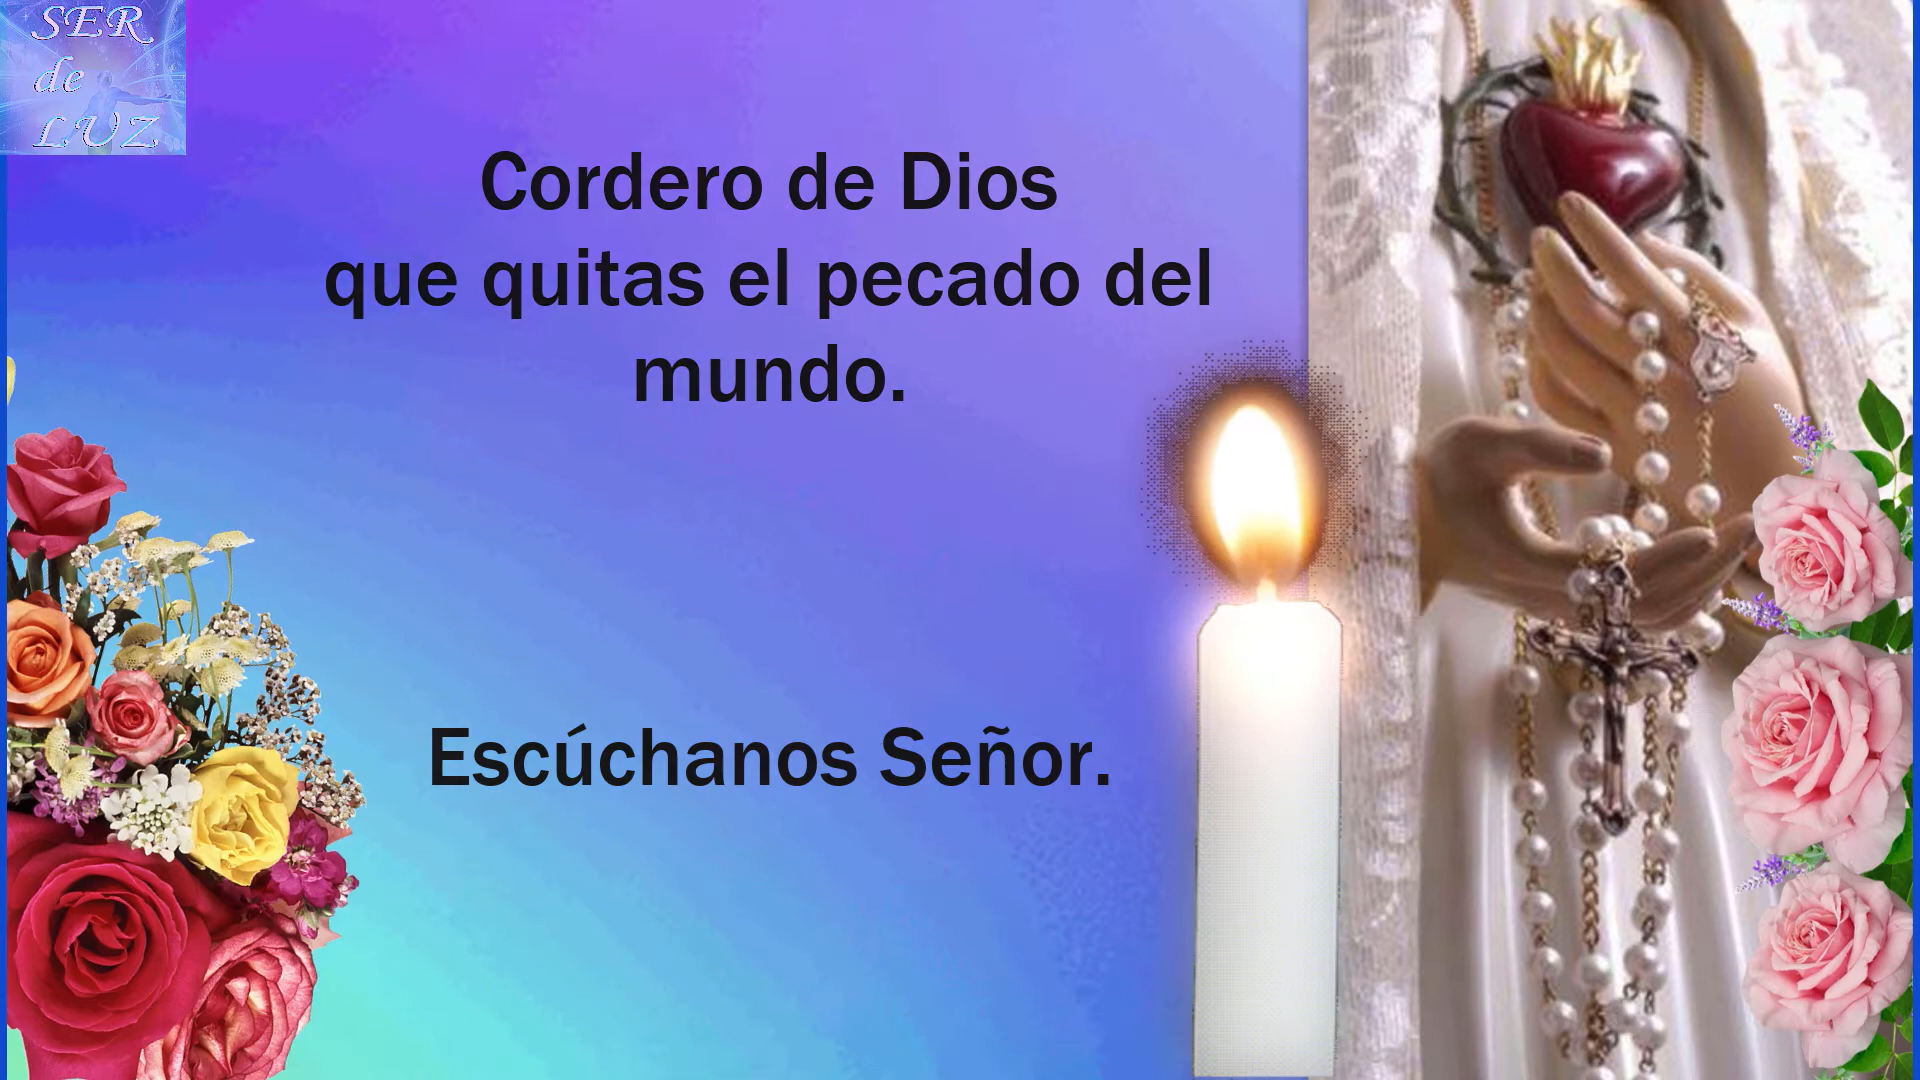 SER
de
LUZ
Cordero de Dios
que quitas el pecado del
mundo.
Escúchanos Señor.